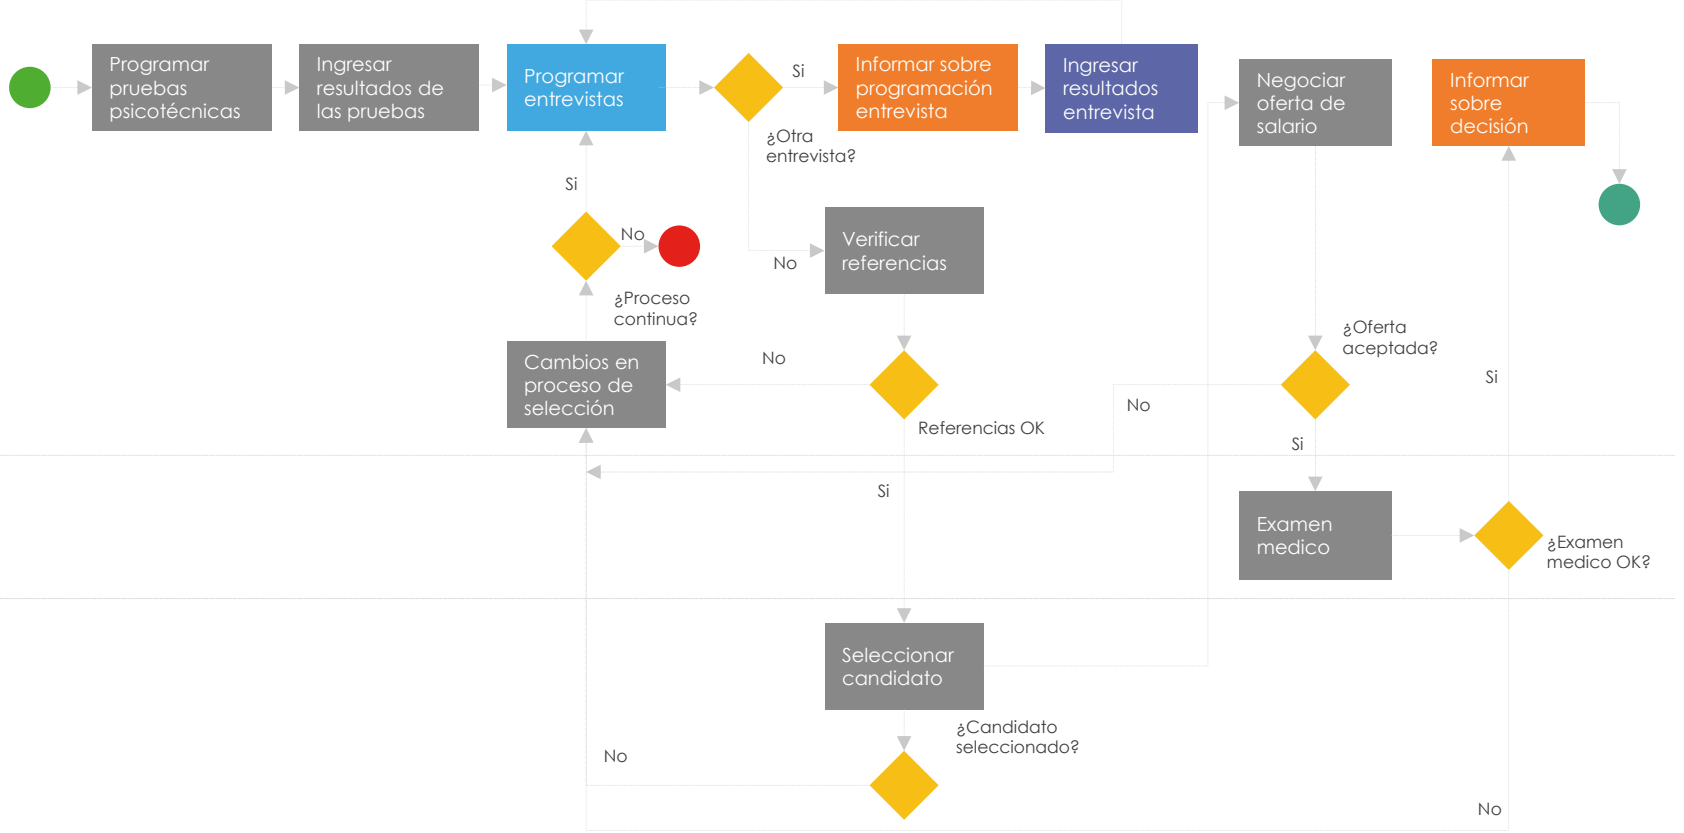 Programar
pruebas
psicotécnicas
Ingresar
resultados de
las pruebas
Programar
entrevistas
Si
¿Otra
entrevista?
Informar sobre
programación
entrevista
Ingresar
resultados
entrevista
Negociar
oferta de
salario
Informar
sobre
decisión
Si
No
¿Proceso
continua?
No
Verificar
referencias
Cambios en
proceso de
selección
No
Referencias OK
Si
¿Oferta
aceptada?
No
Si
Si
Examen
medico
¿Examen
medico OK?
Seleccionar
candidato
¿Candidato
seleccionado?
No
No